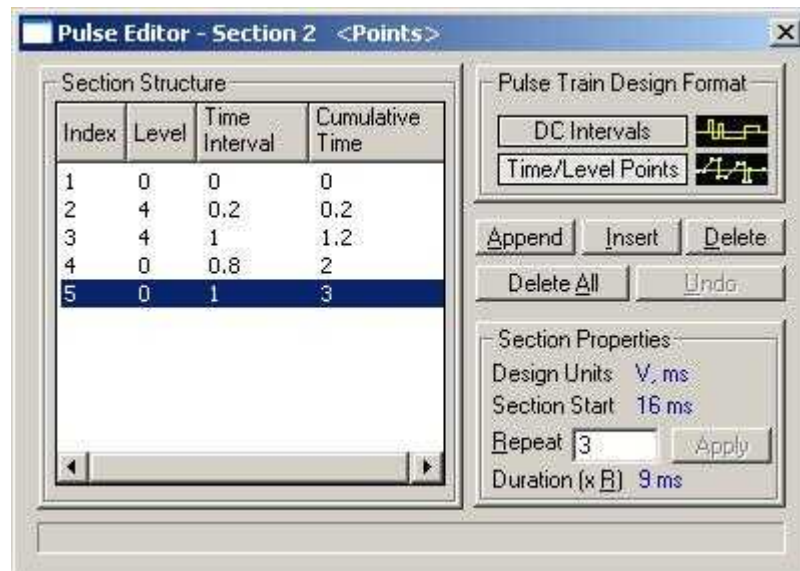 Pulse Editor - Section 2 <Points>
Section Structure
Index Level Time Interval Cumulative Time
1 0 0 0
2 4 0.2 0.2
3 4 1 1.2
4 0 0.8 2
5 0 1 3
Pulse Train Design Format
DC Intervals
Time/Level Points
Append Insert Delete
Delete All Undo
Section Properties
Design Units V, ms
Section Start 16 ms
Repeat 3 Apply
Duration (x R) 9 ms